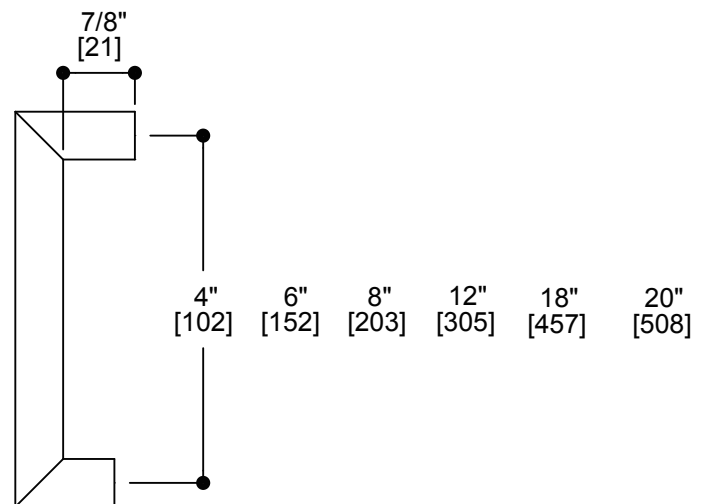 7/8"
[21]
4" 6" 8" 12" 18" 20"
[102] [152] [203] [305] [457] [508]